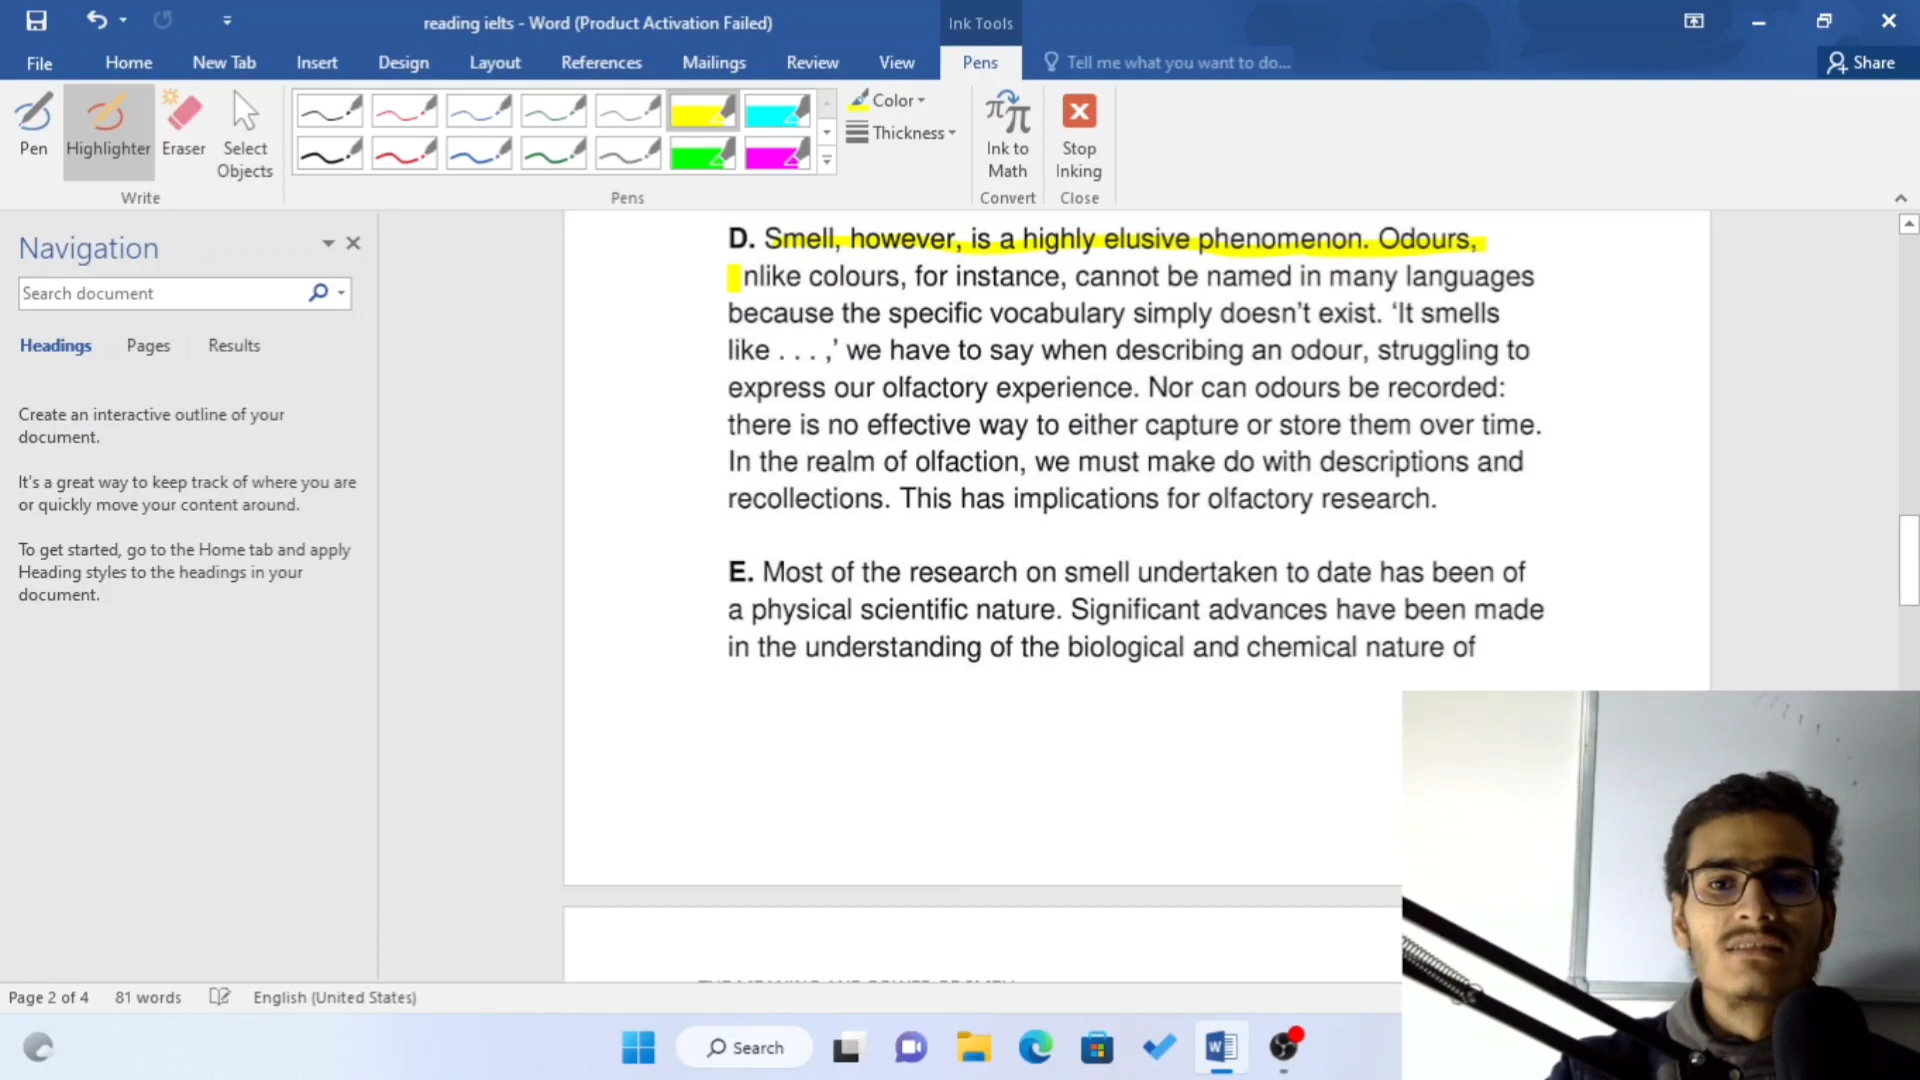 reading ielts - Word (Product Activation Failed)
Ink Tools
File
Home
New Tab
Insert
Design
Layout
References
Mailings
Review
View
Pens
Tell me what you want to do...
Share
Pen
Highlighter
Eraser
Select
Objects
Write
Pens
Color
Thickness
Ink to
Math
Convert
Stop
Inking
Close
Navigation
Search document
Headings
Pages
Results
Create an interactive outline of your
document.
It's a great way to keep track of where you are
or quickly move your content around.
To get started, go to the Home tab and apply
Heading styles to the headings in your
document.
D. Smell, however, is a highly elusive phenomenon. Odours,
nlike colours, for instance, cannot be named in many languages
because the specific vocabulary simply doesn’t exist. ‘It smells
like . . . ,’ we have to say when describing an odour, struggling to
express our olfactory experience. Nor can odours be recorded:
there is no effective way to either capture or store them over time.
In the realm of olfaction, we must make do with descriptions and
recollections. This has implications for olfactory research.
E. Most of the research on smell undertaken to date has been of
a physical scientific nature. Significant advances have been made
in the understanding of the biological and chemical nature of
Page 2 of 4
81 words
English (United States)
Search